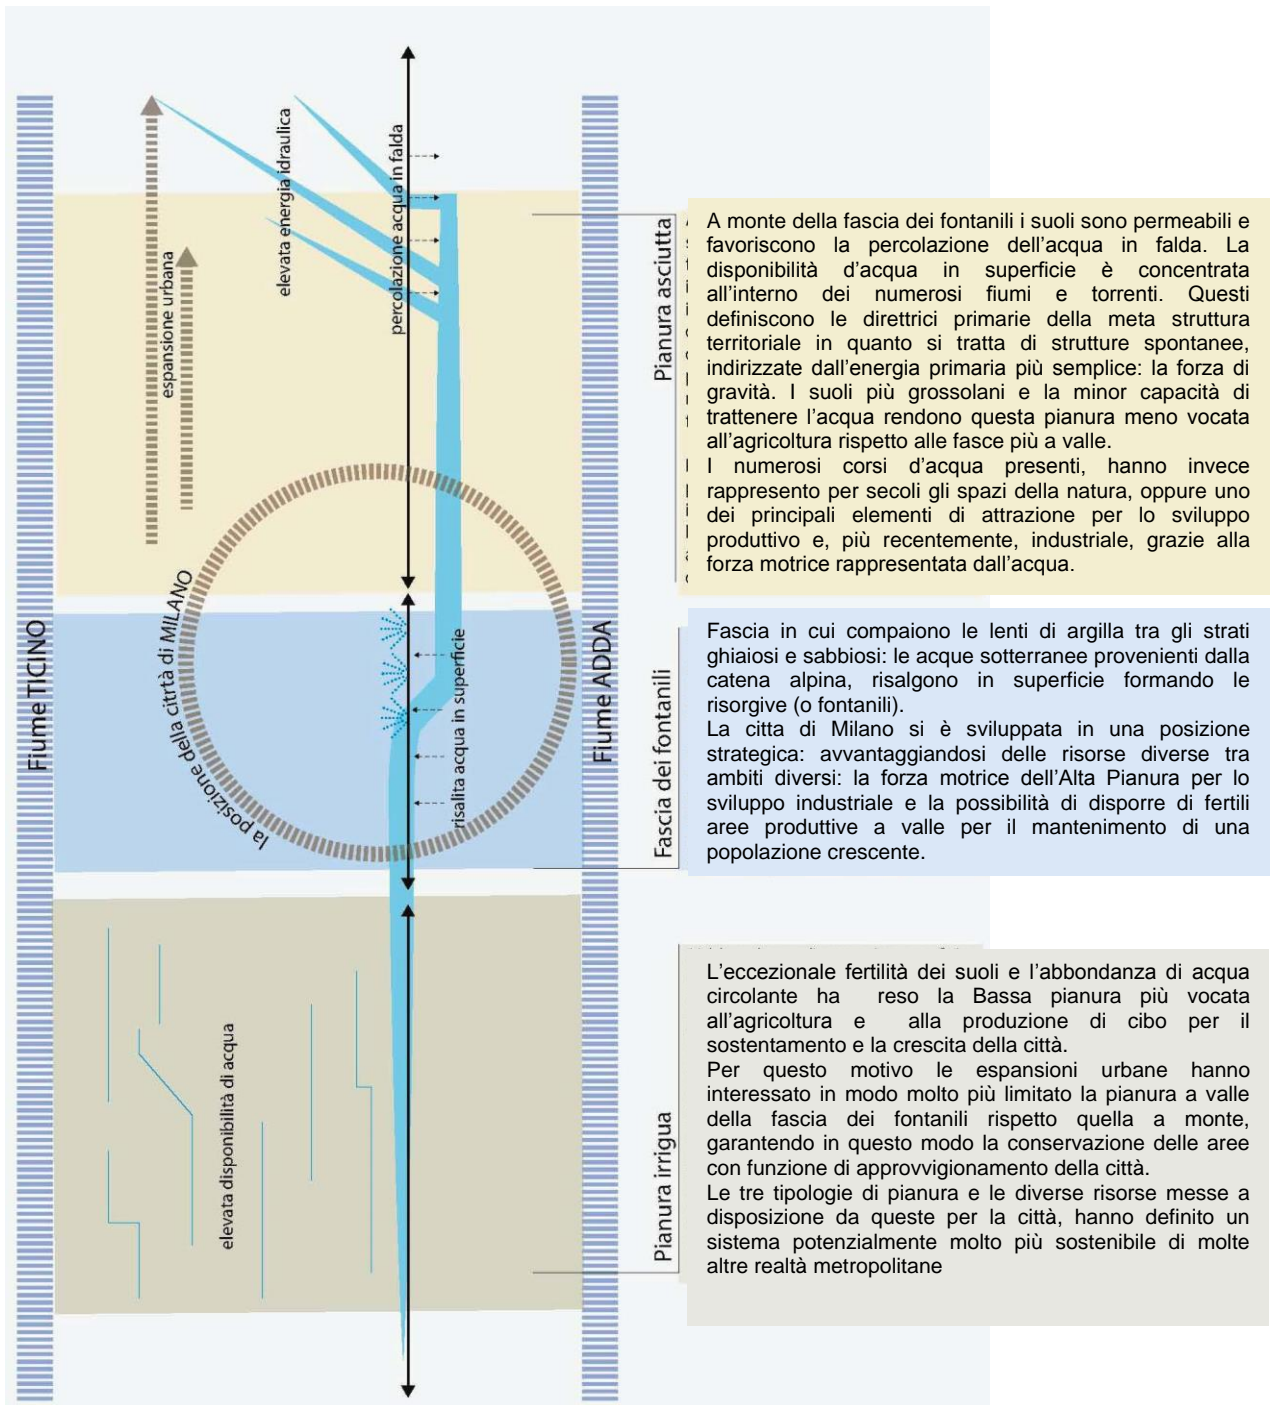 elevata energia idraulica
percolazione acqua in falda
espansione urbana
Pianura asciutta
A monte della fascia dei fontanili i suoli sono permeabili e
favoriscono la percolazione dell'acqua in falda. La
disponibilità d'acqua in superficie è concentrata
all'interno dei numerosi fiumi e torrenti. Questi
definiscono le direttrici primarie della meta struttura
territoriale in quanto si tratta di strutture spontanee,
indirizzate dall'energia primaria più semplice: la forza di
gravità. I suoli più grossolani e la minor capacità di
trattenere l'acqua rendono questa pianura meno vocata
all'agricoltura rispetto alle fasce più a valle.
I numerosi corsi d'acqua presenti, hanno invece
rappresento per secoli gli spazi della natura, oppure uno
dei principali elementi di attrazione per lo sviluppo
produttivo e, più recentemente, industriale, grazie alla
forza motrice rappresentata dall'acqua.
Fiume TICINO
la posizione della citrtà di MILANO
risalita acqua in superficie
Fiume ADDA
Fascia dei fontanili
Fascia in cui compaiono le lenti di argilla tra gli strati
ghiaiosi e sabbiosi: le acque sotterranee provenienti dalla
catena alpina, risalgono in superficie formando le
risorgive (o fontanili).
La citta di Milano si è sviluppata in una posizione
strategica: avvantaggiandosi delle risorse diverse tra
ambiti diversi: la forza motrice dell'Alta Pianura per lo
sviluppo industriale e la possibilità di disporre di fertili
aree produttive a valle per il mantenimento di una
popolazione crescente.
elevata disponibilità di acqua
Pianura irrigua
L'eccezionale fertilità dei suoli e l'abbondanza di acqua
circolante ha reso la Bassa pianura più vocata
all'agricoltura e alla produzione di cibo per il
sostentamento e la crescita della città.
Per questo motivo le espansioni urbane hanno
interessato in modo molto più limitato la pianura a valle
della fascia dei fontanili rispetto quella a monte,
garantendo in questo modo la conservazione delle aree
con funzione di approvvigionamento della città.
Le tre tipologie di pianura e le diverse risorse messe a
disposizione da queste per la città, hanno definito un
sistema potenzialmente molto più sostenibile di molte
altre realtà metropolitane